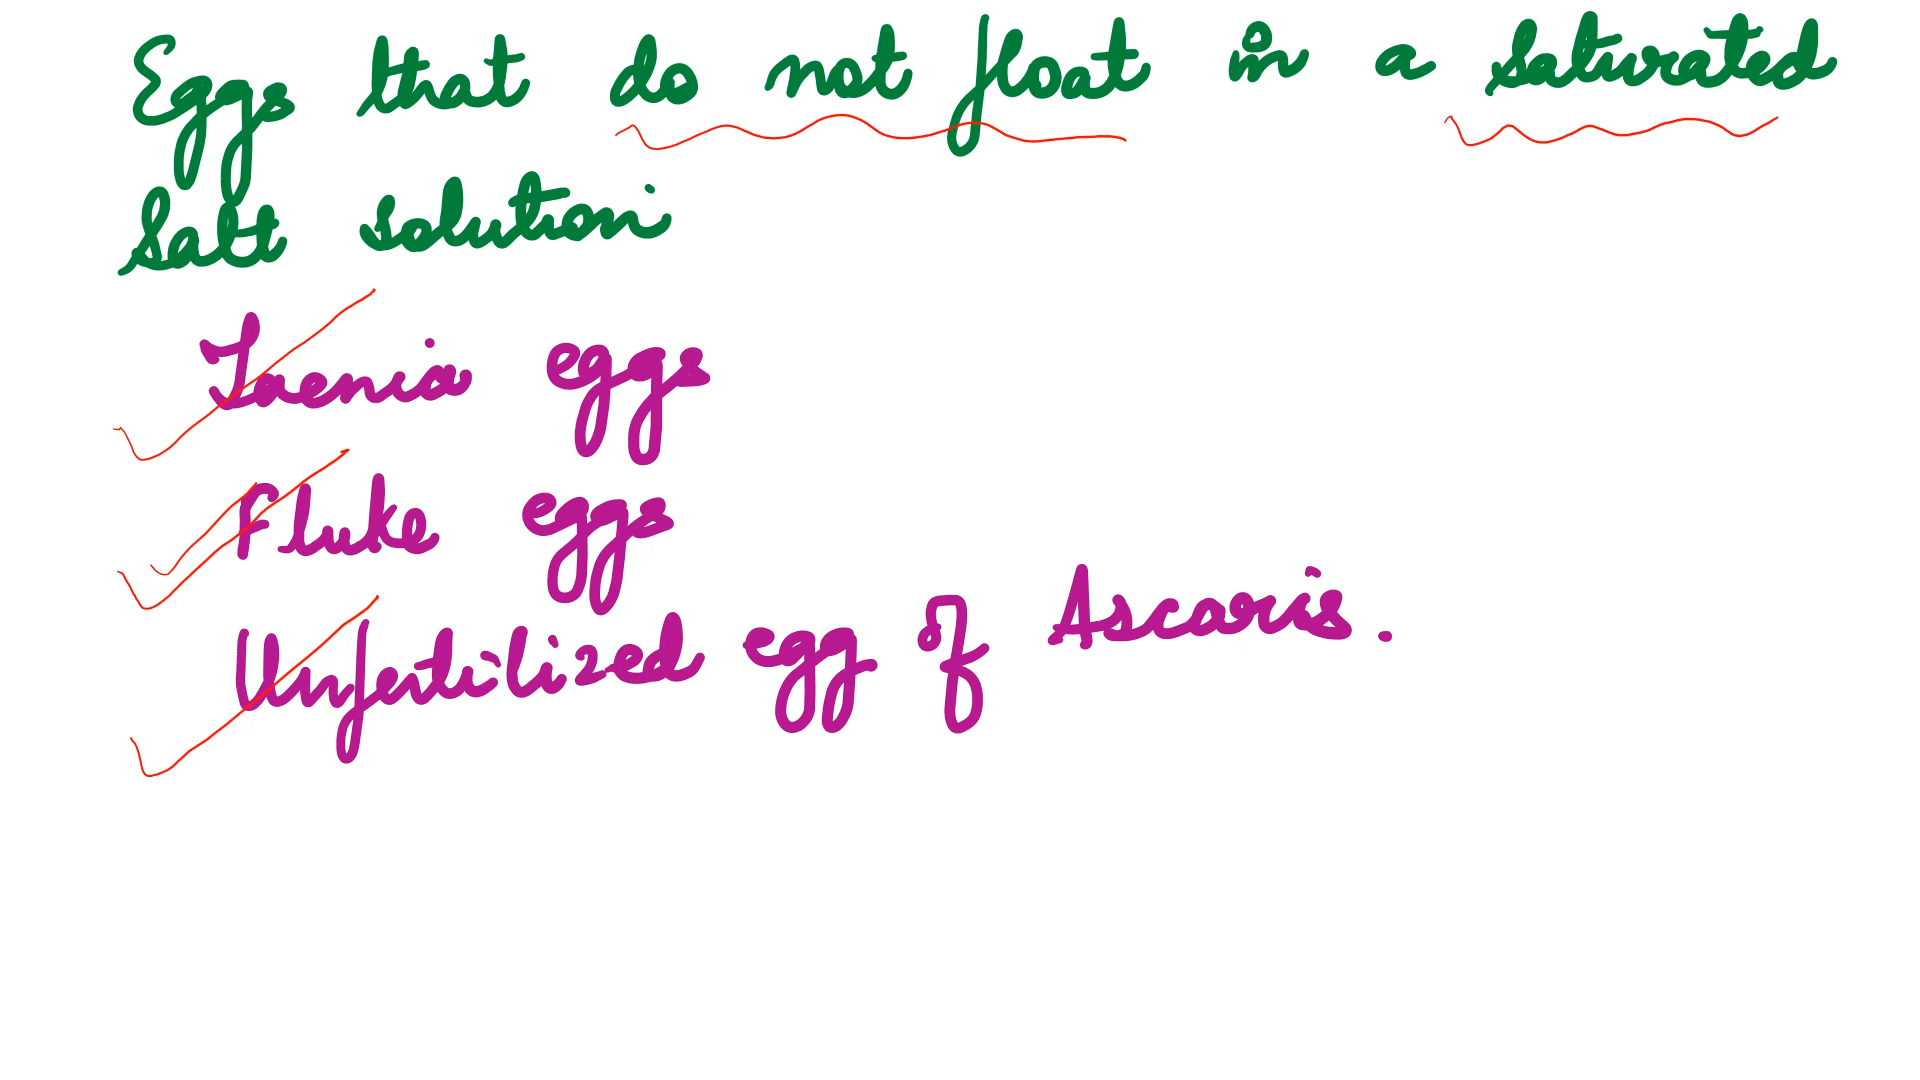 Eggs that do not float in a saturated
Salt solution
Taenia eggs
Fluke eggs
Unfertilized egg of Ascaris.